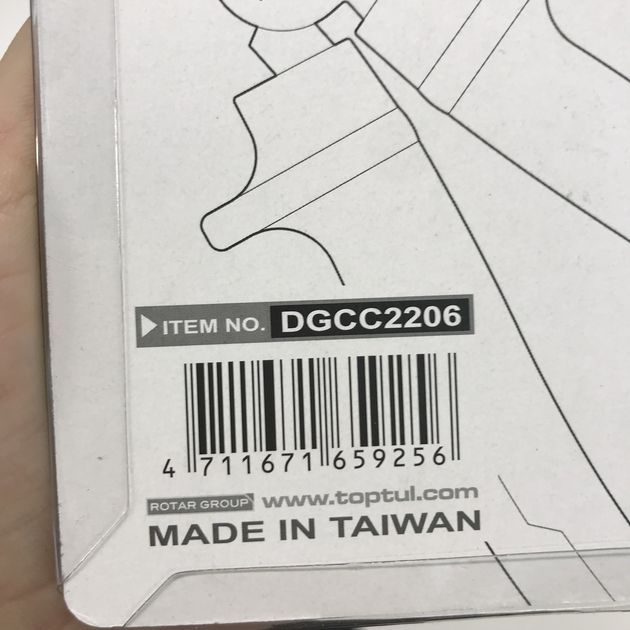 ITEM NO. DGCC2206
4 711671 659256
ROTAR GROUP www.toptul.com
MADE IN TAIWAN